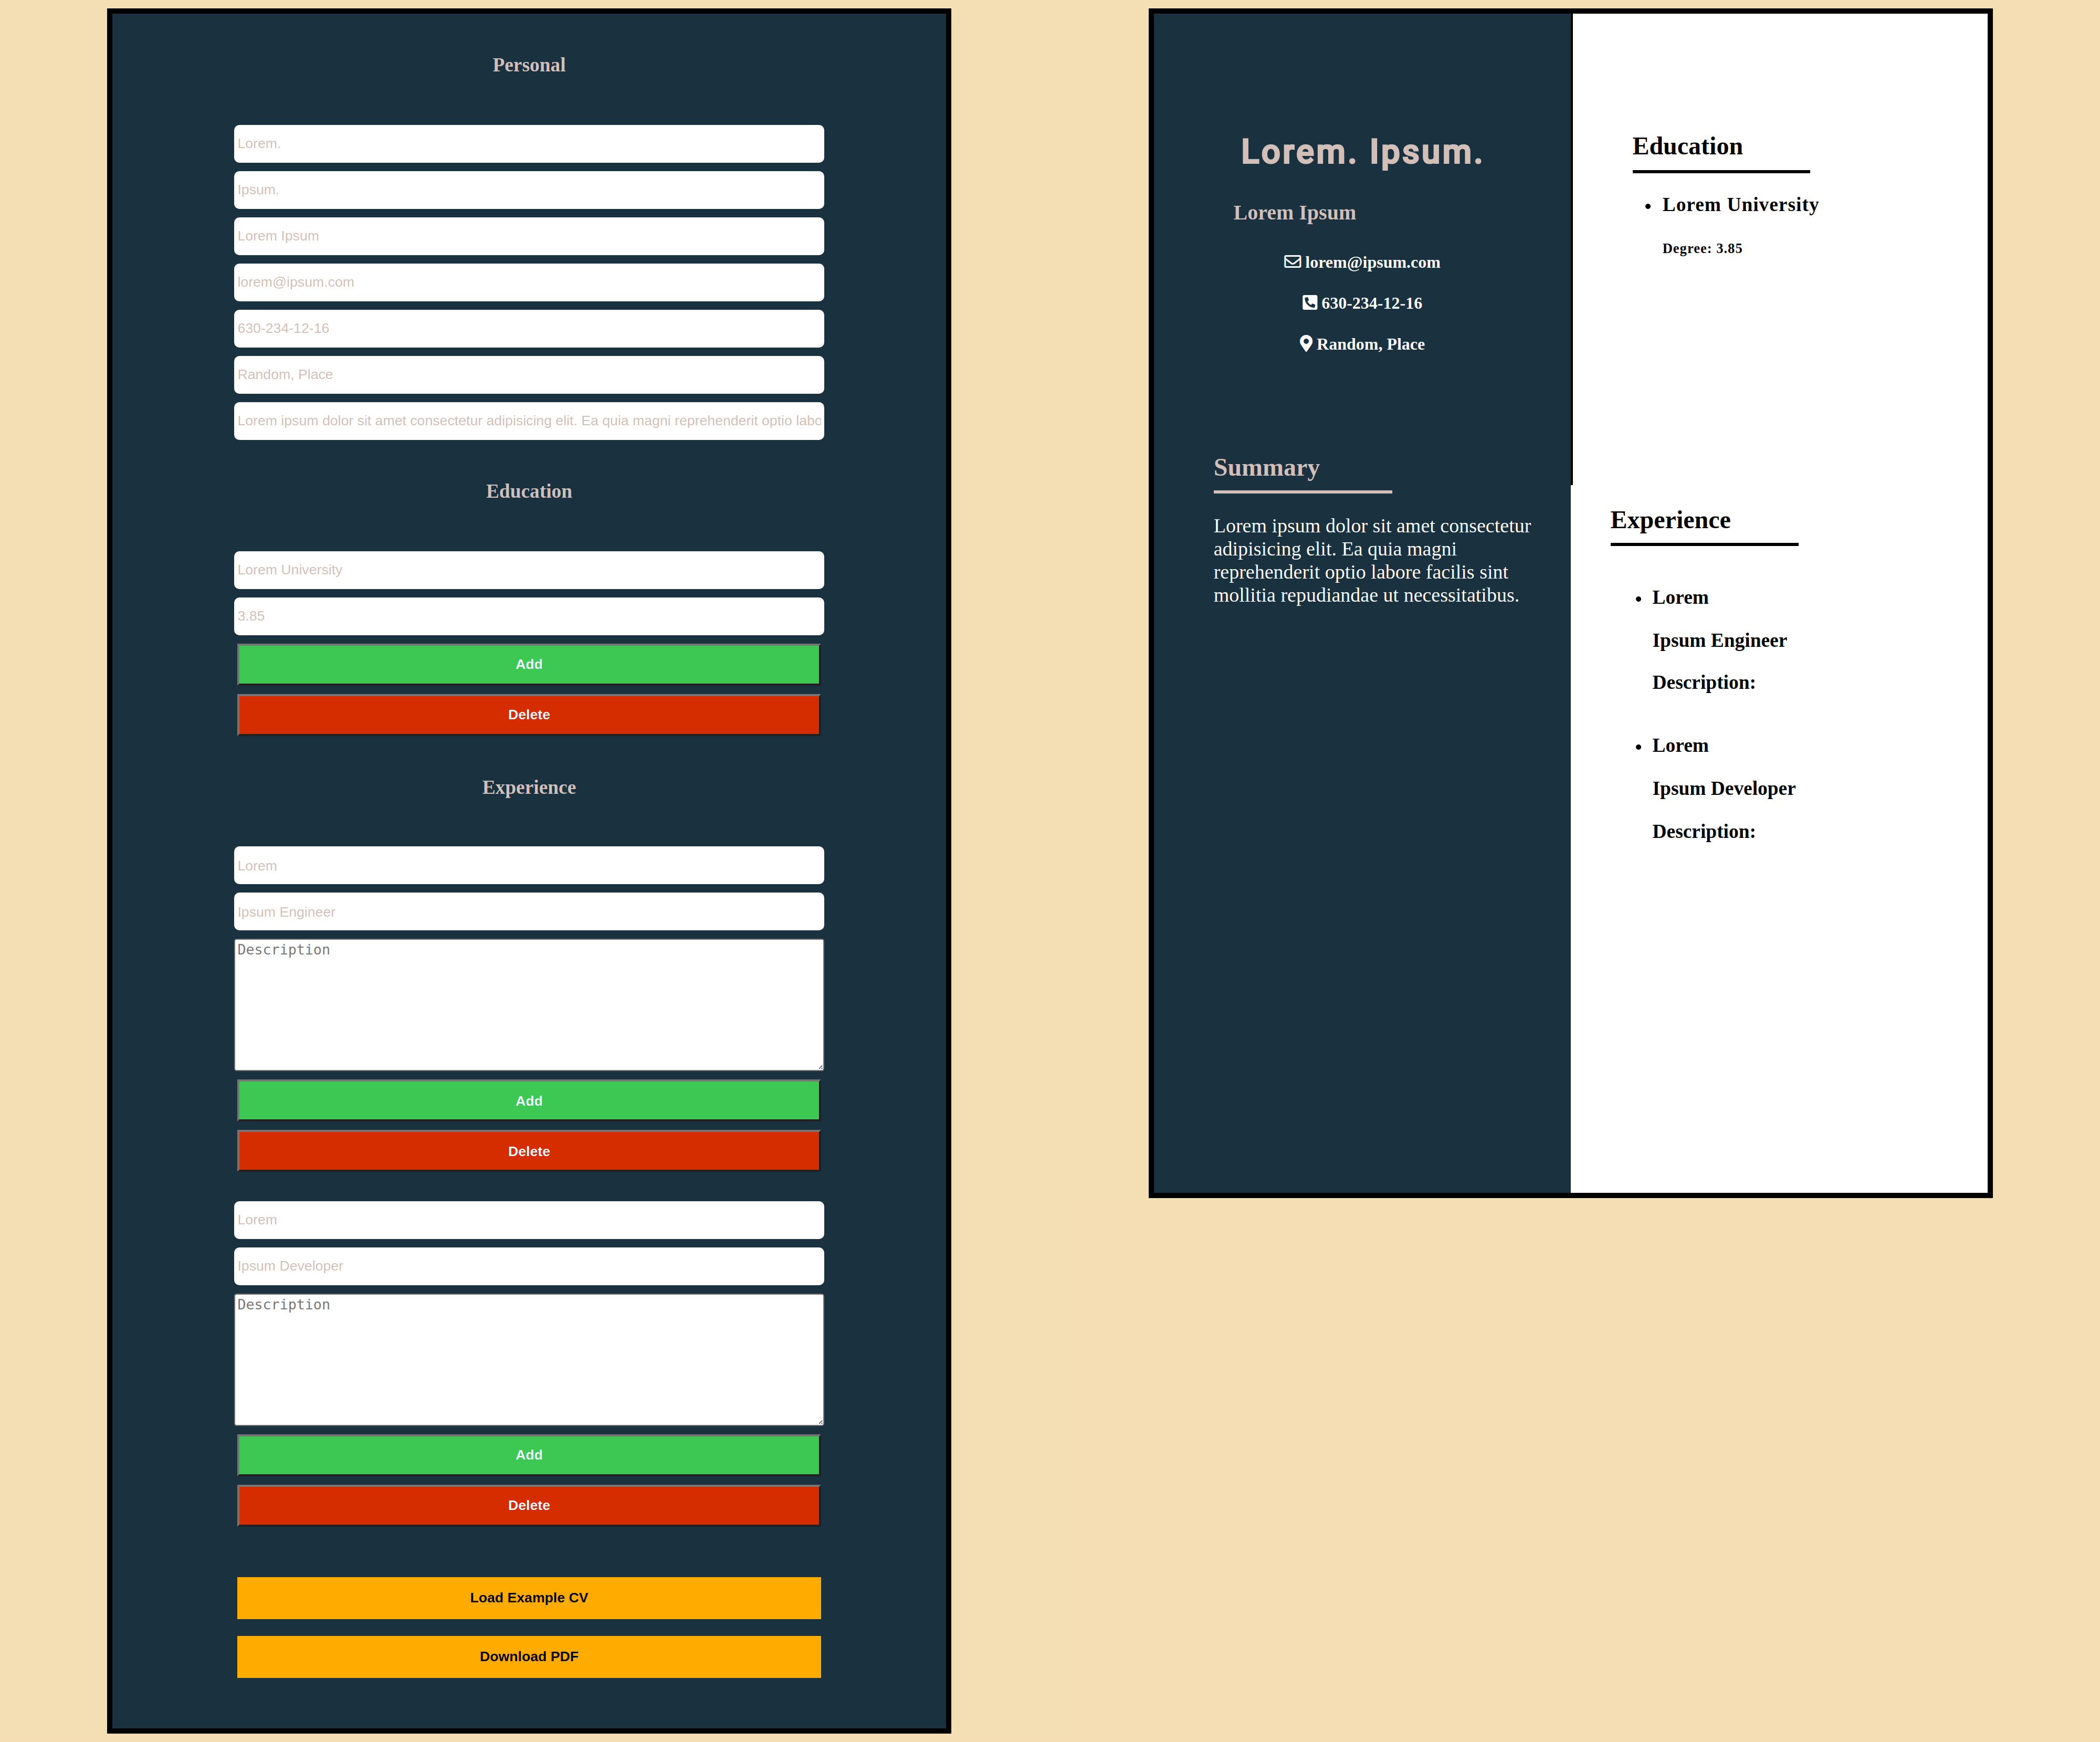 Personal
Lorem.
Ipsum.
Lorem Ipsum
lorem@ipsum.com
630-234-12-16
Random, Place
Lorem ipsum dolor sit amet consectetur adipisicing elit. Ea quia magni reprehenderit optio labo
Education
Lorem University
3.85
Add
Delete
Experience
Lorem
Ipsum Engineer
Description
Add
Delete
Lorem
Ipsum Developer
Description
Add
Delete
Load Example CV
Download PDF
Lorem. Ipsum.
Lorem Ipsum
lorem@ipsum.com
630-234-12-16
Random, Place
Summary
Lorem ipsum dolor sit amet consectetur
adipisicing elit. Ea quia magni
reprehenderit optio labore facilis sint
mollitia repudiandae ut necessitatibus.
Education
• Lorem University
Degree: 3.85
Experience
• Lorem
Ipsum Engineer
Description:
• Lorem
Ipsum Developer
Description: